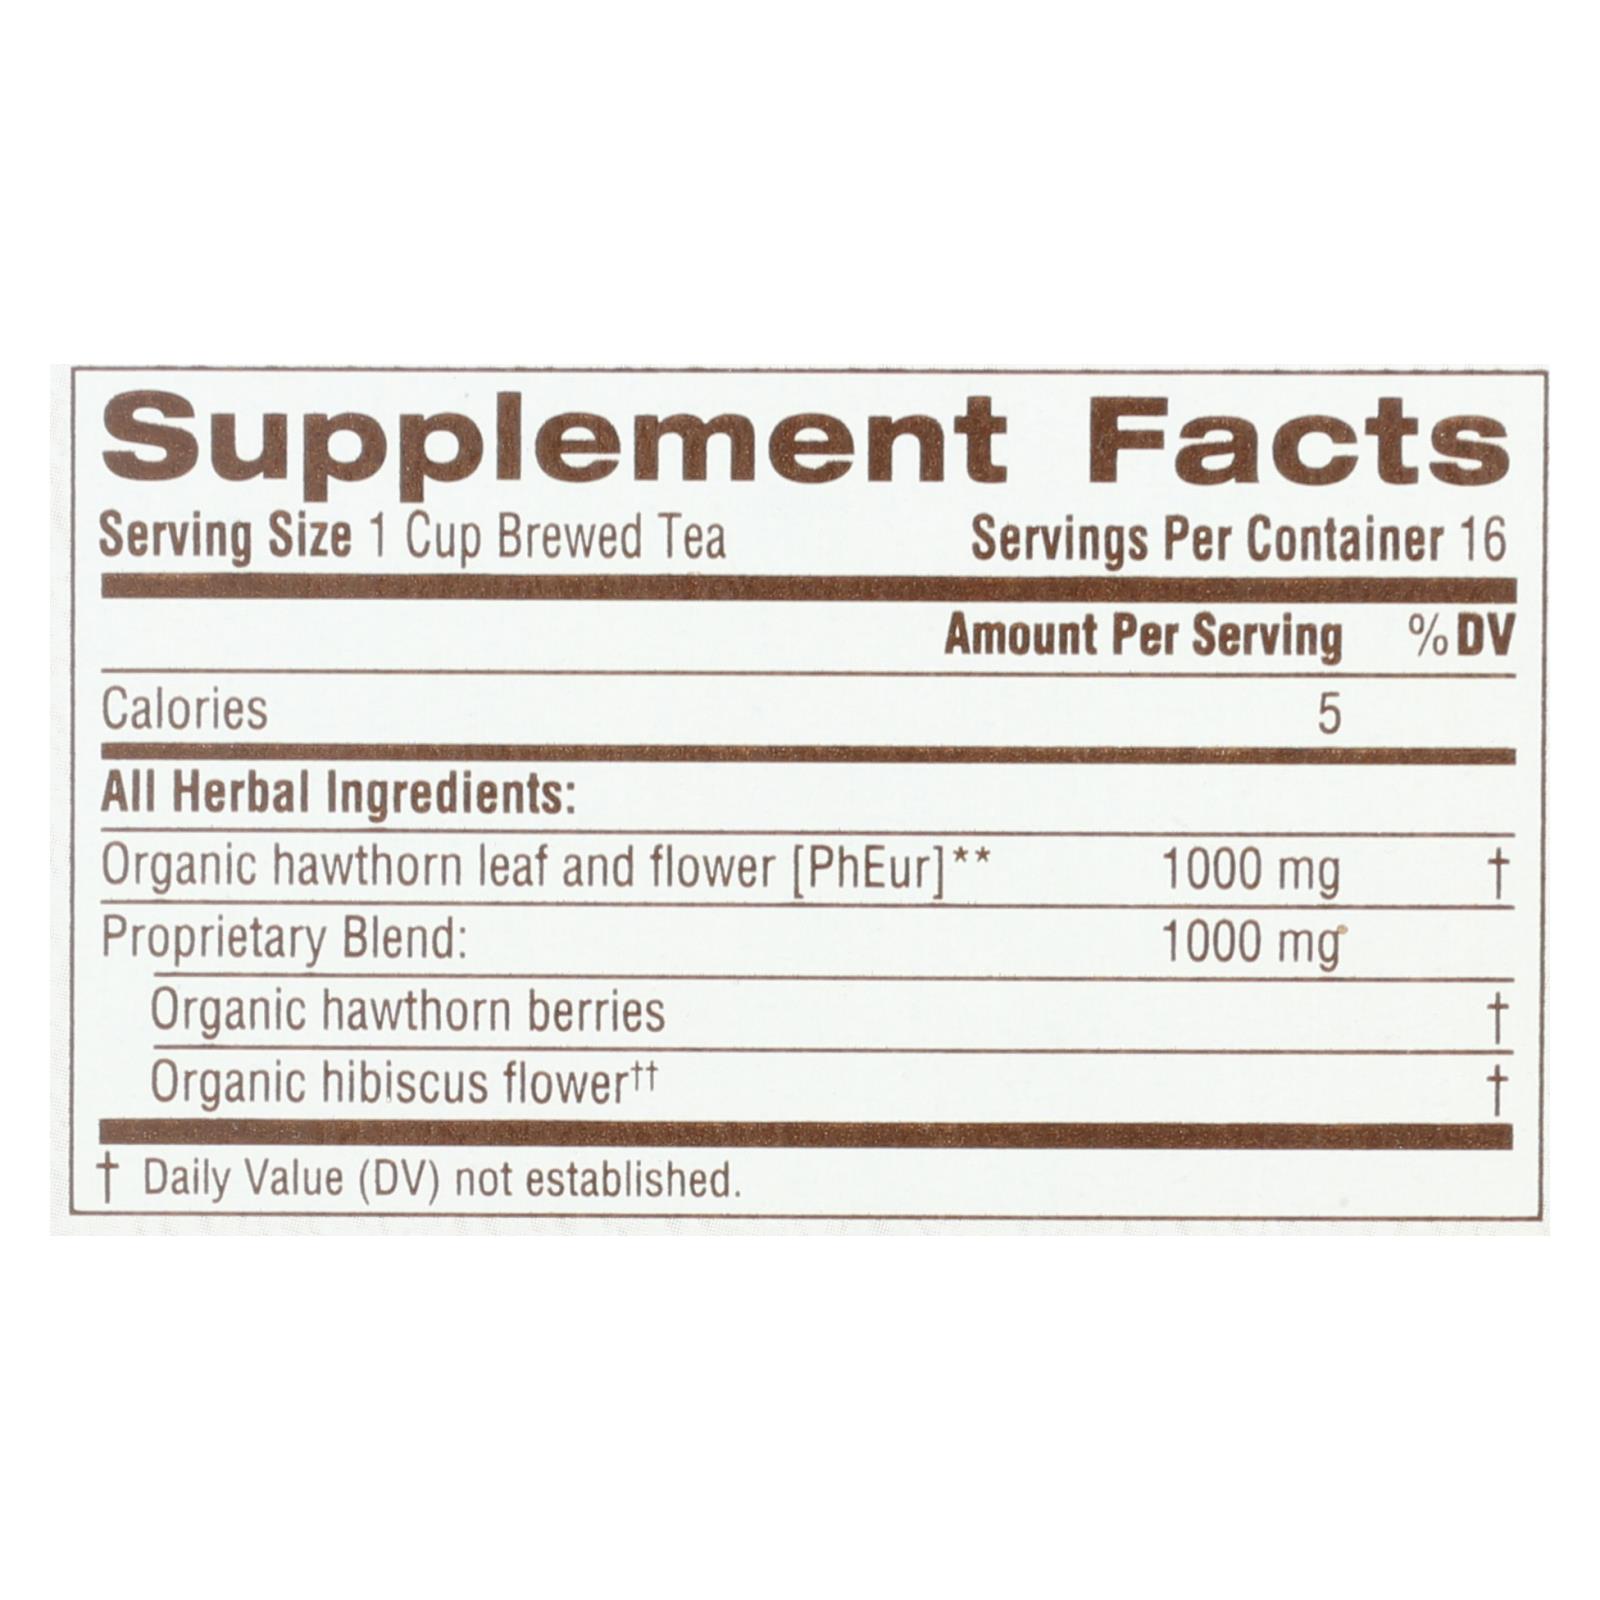 Supplement Facts
Serving Size 1 Cup Brewed Tea Servings Per Container 16
Amount Per Serving % DV
Calories 5
All Herbal Ingredients:
Organic hawthorn leaf and flower [PhEur]** 1000 mg †
Proprietary Blend: 1000 mg
Organic hawthorn berries †
Organic hibiscus flower†† †
† Daily Value (DV) not established.